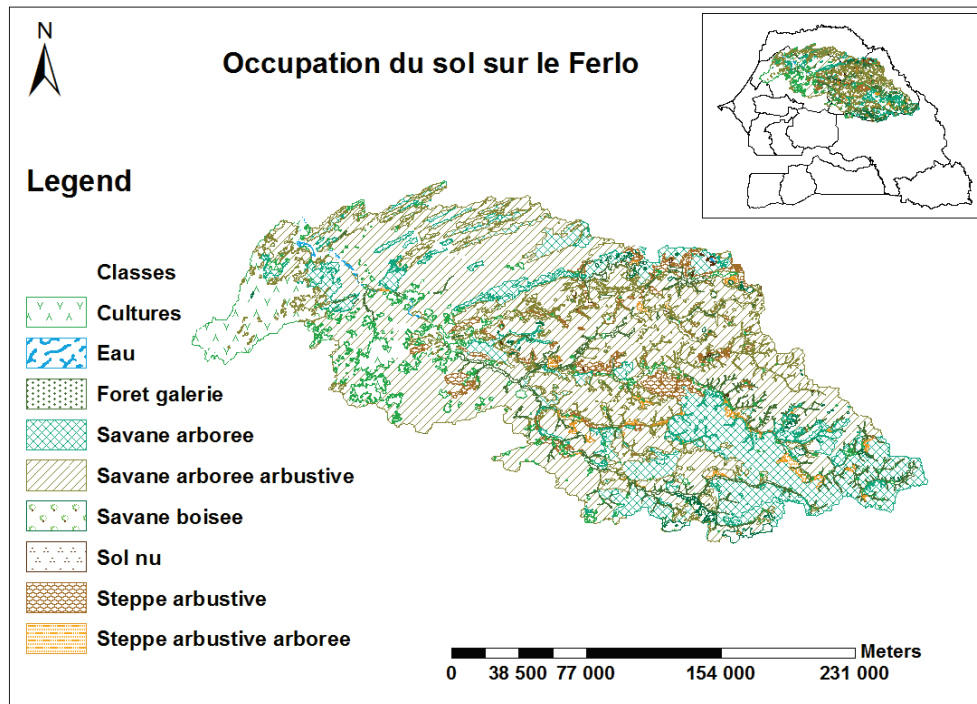 N
Occupation du sol sur le Ferlo
Legend
Classes
Cultures
Eau
Foret galerie
Savane arboree
Savane arboree arbustive
Savane boisee
Sol nu
Steppe arbustive
Steppe arbustive arboree
Meters
0 38 500 77 000 154 000 231 000